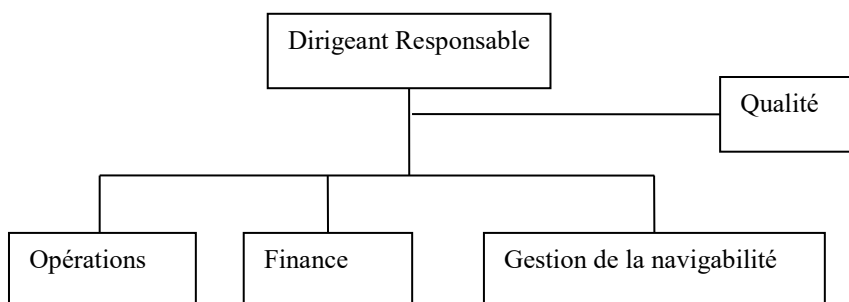 Dirigeant Responsable
Qualité
Opérations
Finance
Gestion de la navigabilité